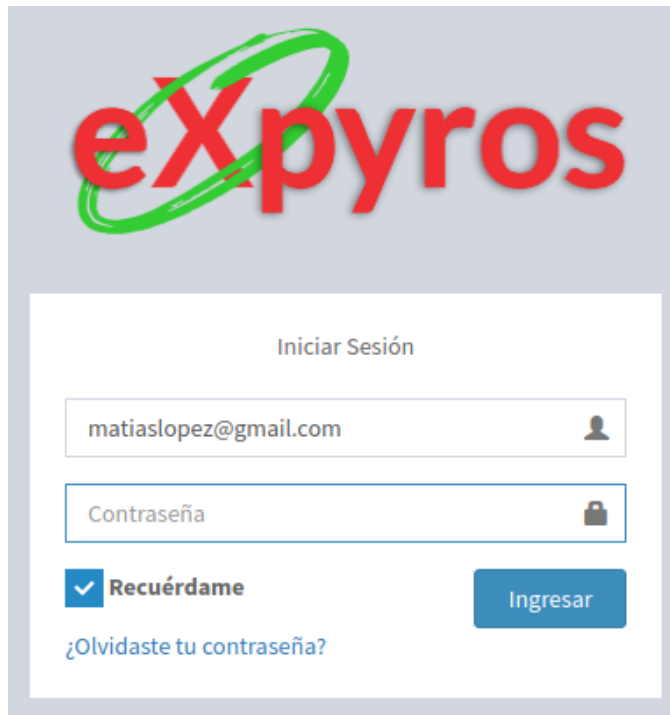 eXpyros
Iniciar Sesión
matiaslopez@gmail.com
Contraseña
Recuérdame
Ingresar
¿Olvidaste tu contraseña?